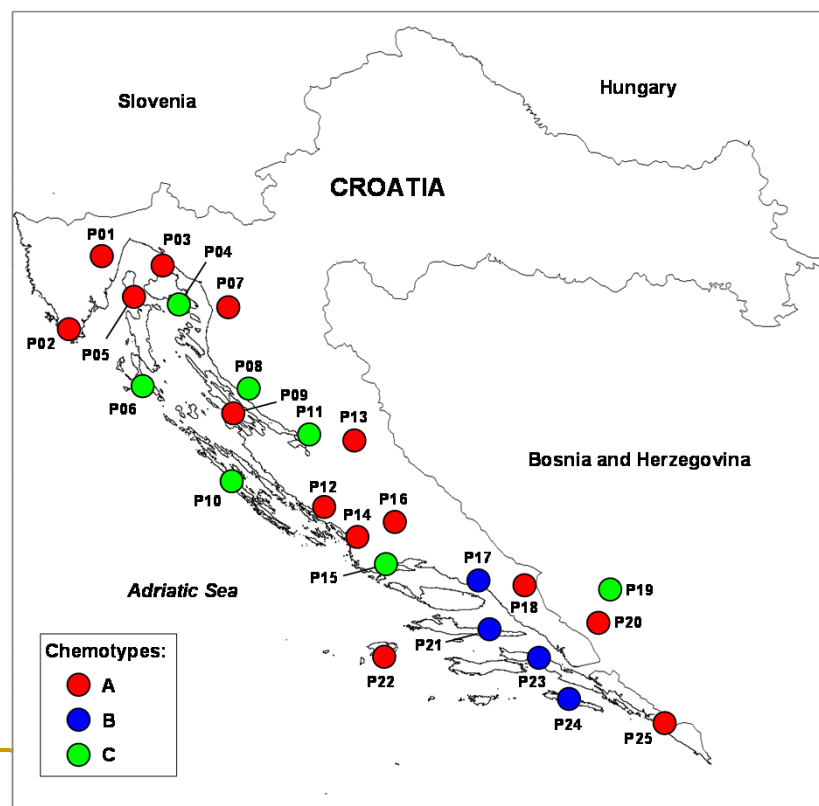 Slovenia
Hungary
CROATIA
P01
P03
P04
P07
P02
P05
P08
P06
P09
P11
P13
Bosnia and Herzegovina
P10
P12
P16
P14
P17
P15
Adriatic Sea
P18
P19
P20
P21
P22
P23
P24
P25
Chemotypes:
A
B
C